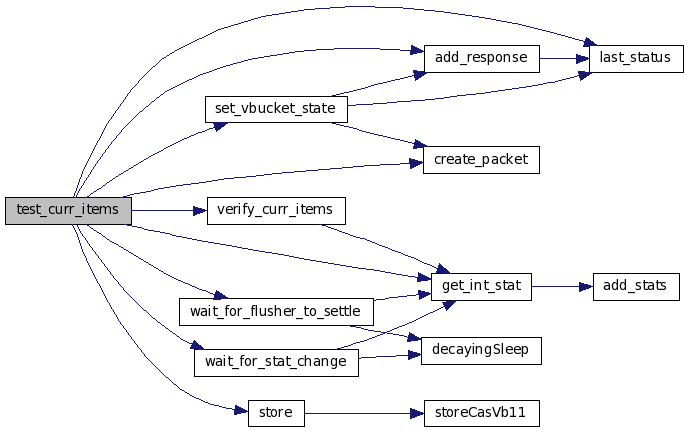 test_curr_items
last_status
add_response
set_vbucket_state
create_packet
verify_curr_items
get_int_stat
add_stats
wait_for_flusher_to_settle
decayingSleep
wait_for_stat_change
store
storeCasVb11